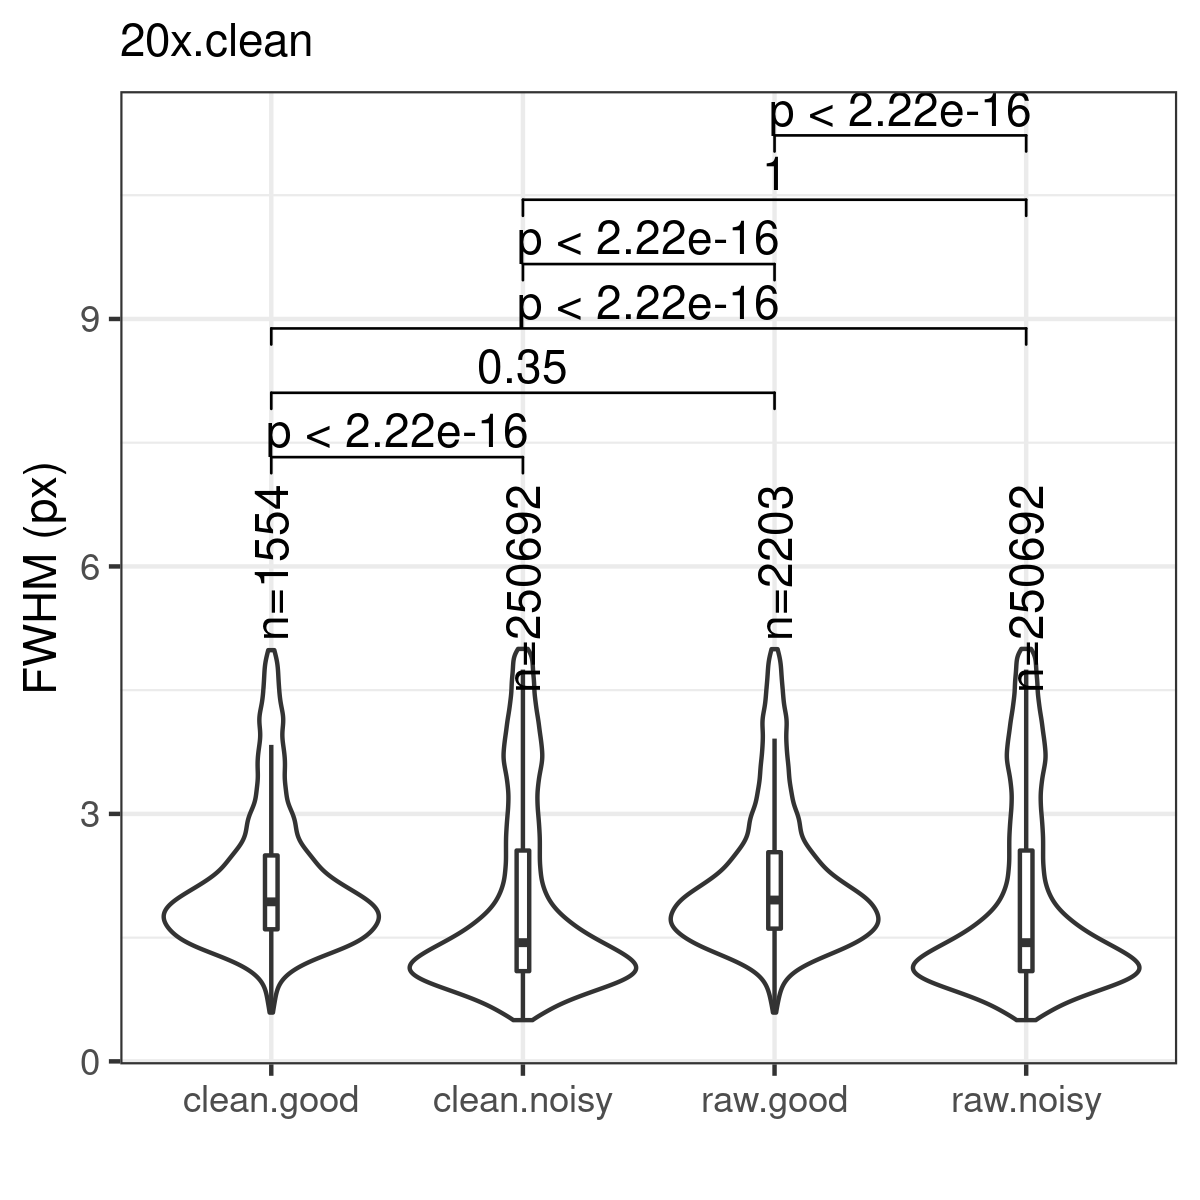 20x.clean
p < 2.22e-16
1
p < 2.22e-16
p < 2.22e-16
0.35
p < 2.22e-16
n=1554
n=250692
n=2203
n=250692
FWHM (px)
9
6
3
0
clean.good
clean.noisy
raw.good
raw.noisy